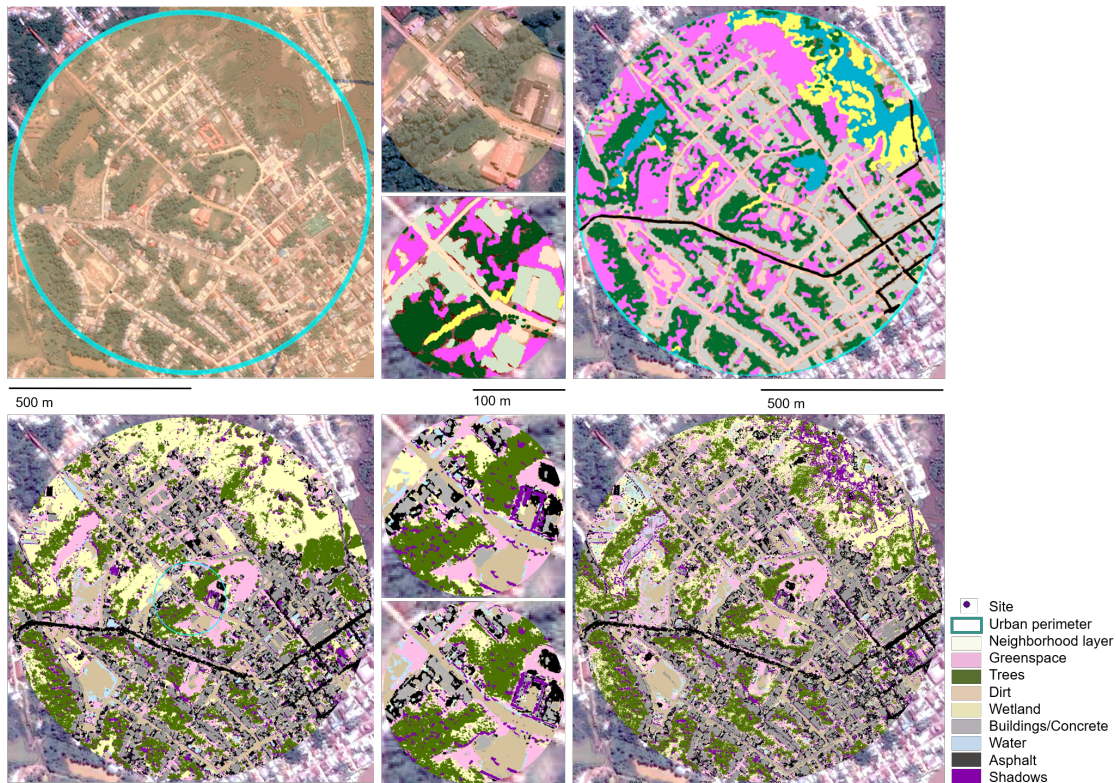 500 m
100 m
500 m
Site
Urban perimeter
Neighborhood layer
Greenspace
Trees
Dirt
Wetland
Buildings/Concrete
Water
Asphalt
Shadows